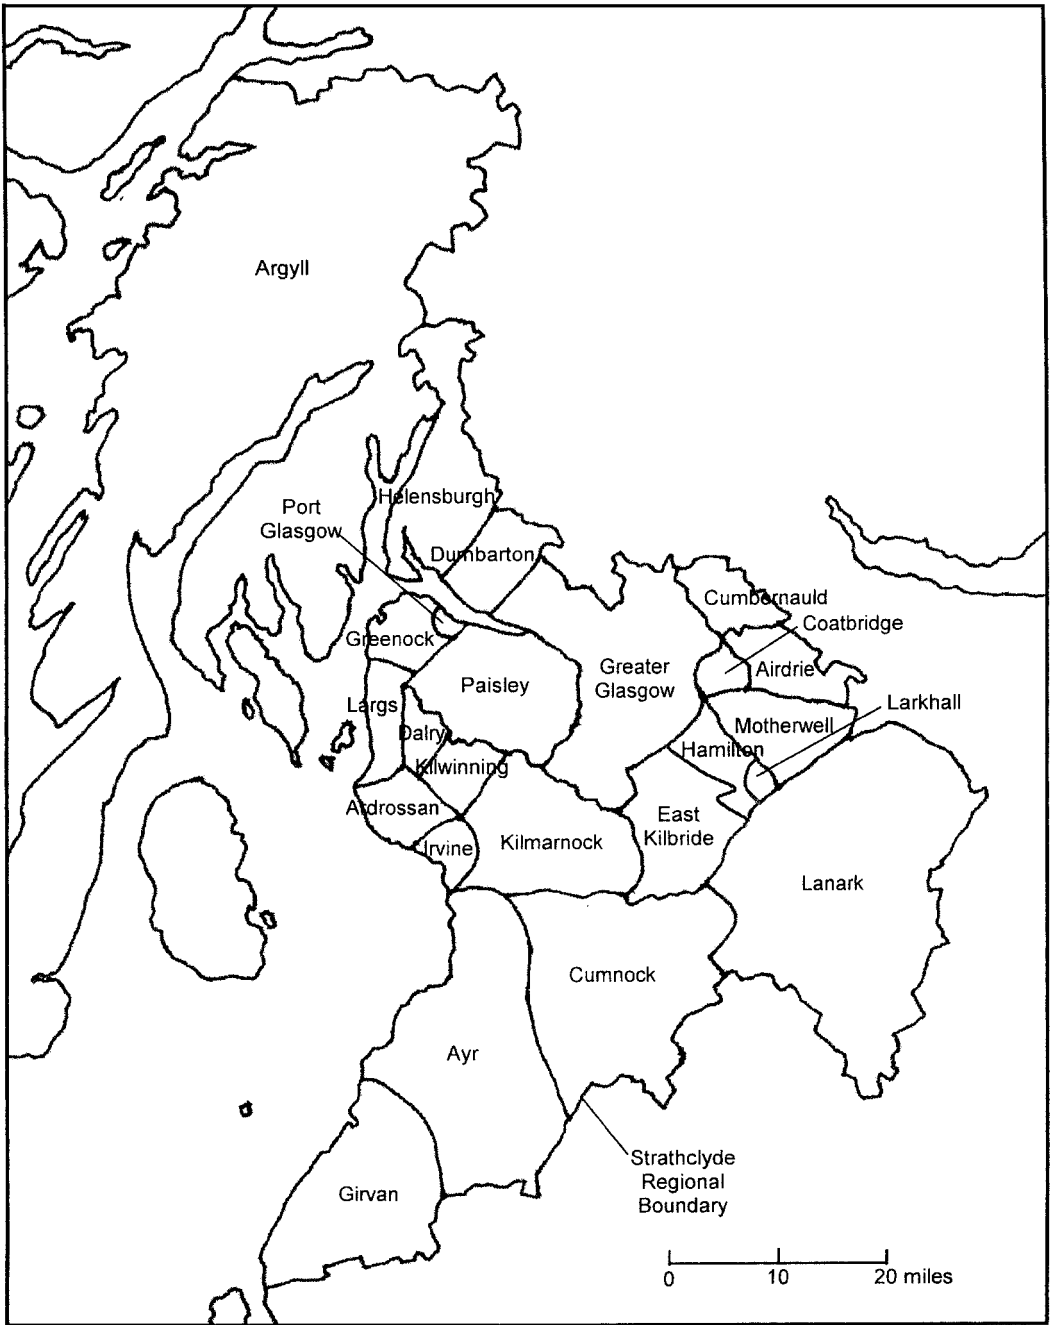 Argyll
Helensburgh
Port
Glasgow
Dumbarton
Cumbernauld
Coatbridge
Greenock
Airdrie
Greater
Glasgow
Paisley
Largs
Larkhall
Motherwell
Dalry
Hamilton
Kilwinning
Ardrossan
East
Kilbride
Irvine
Kilmarnock
Lanark
Cumnock
Ayr
Strathclyde
Regional
Boundary
Girvan
0 10 20 miles